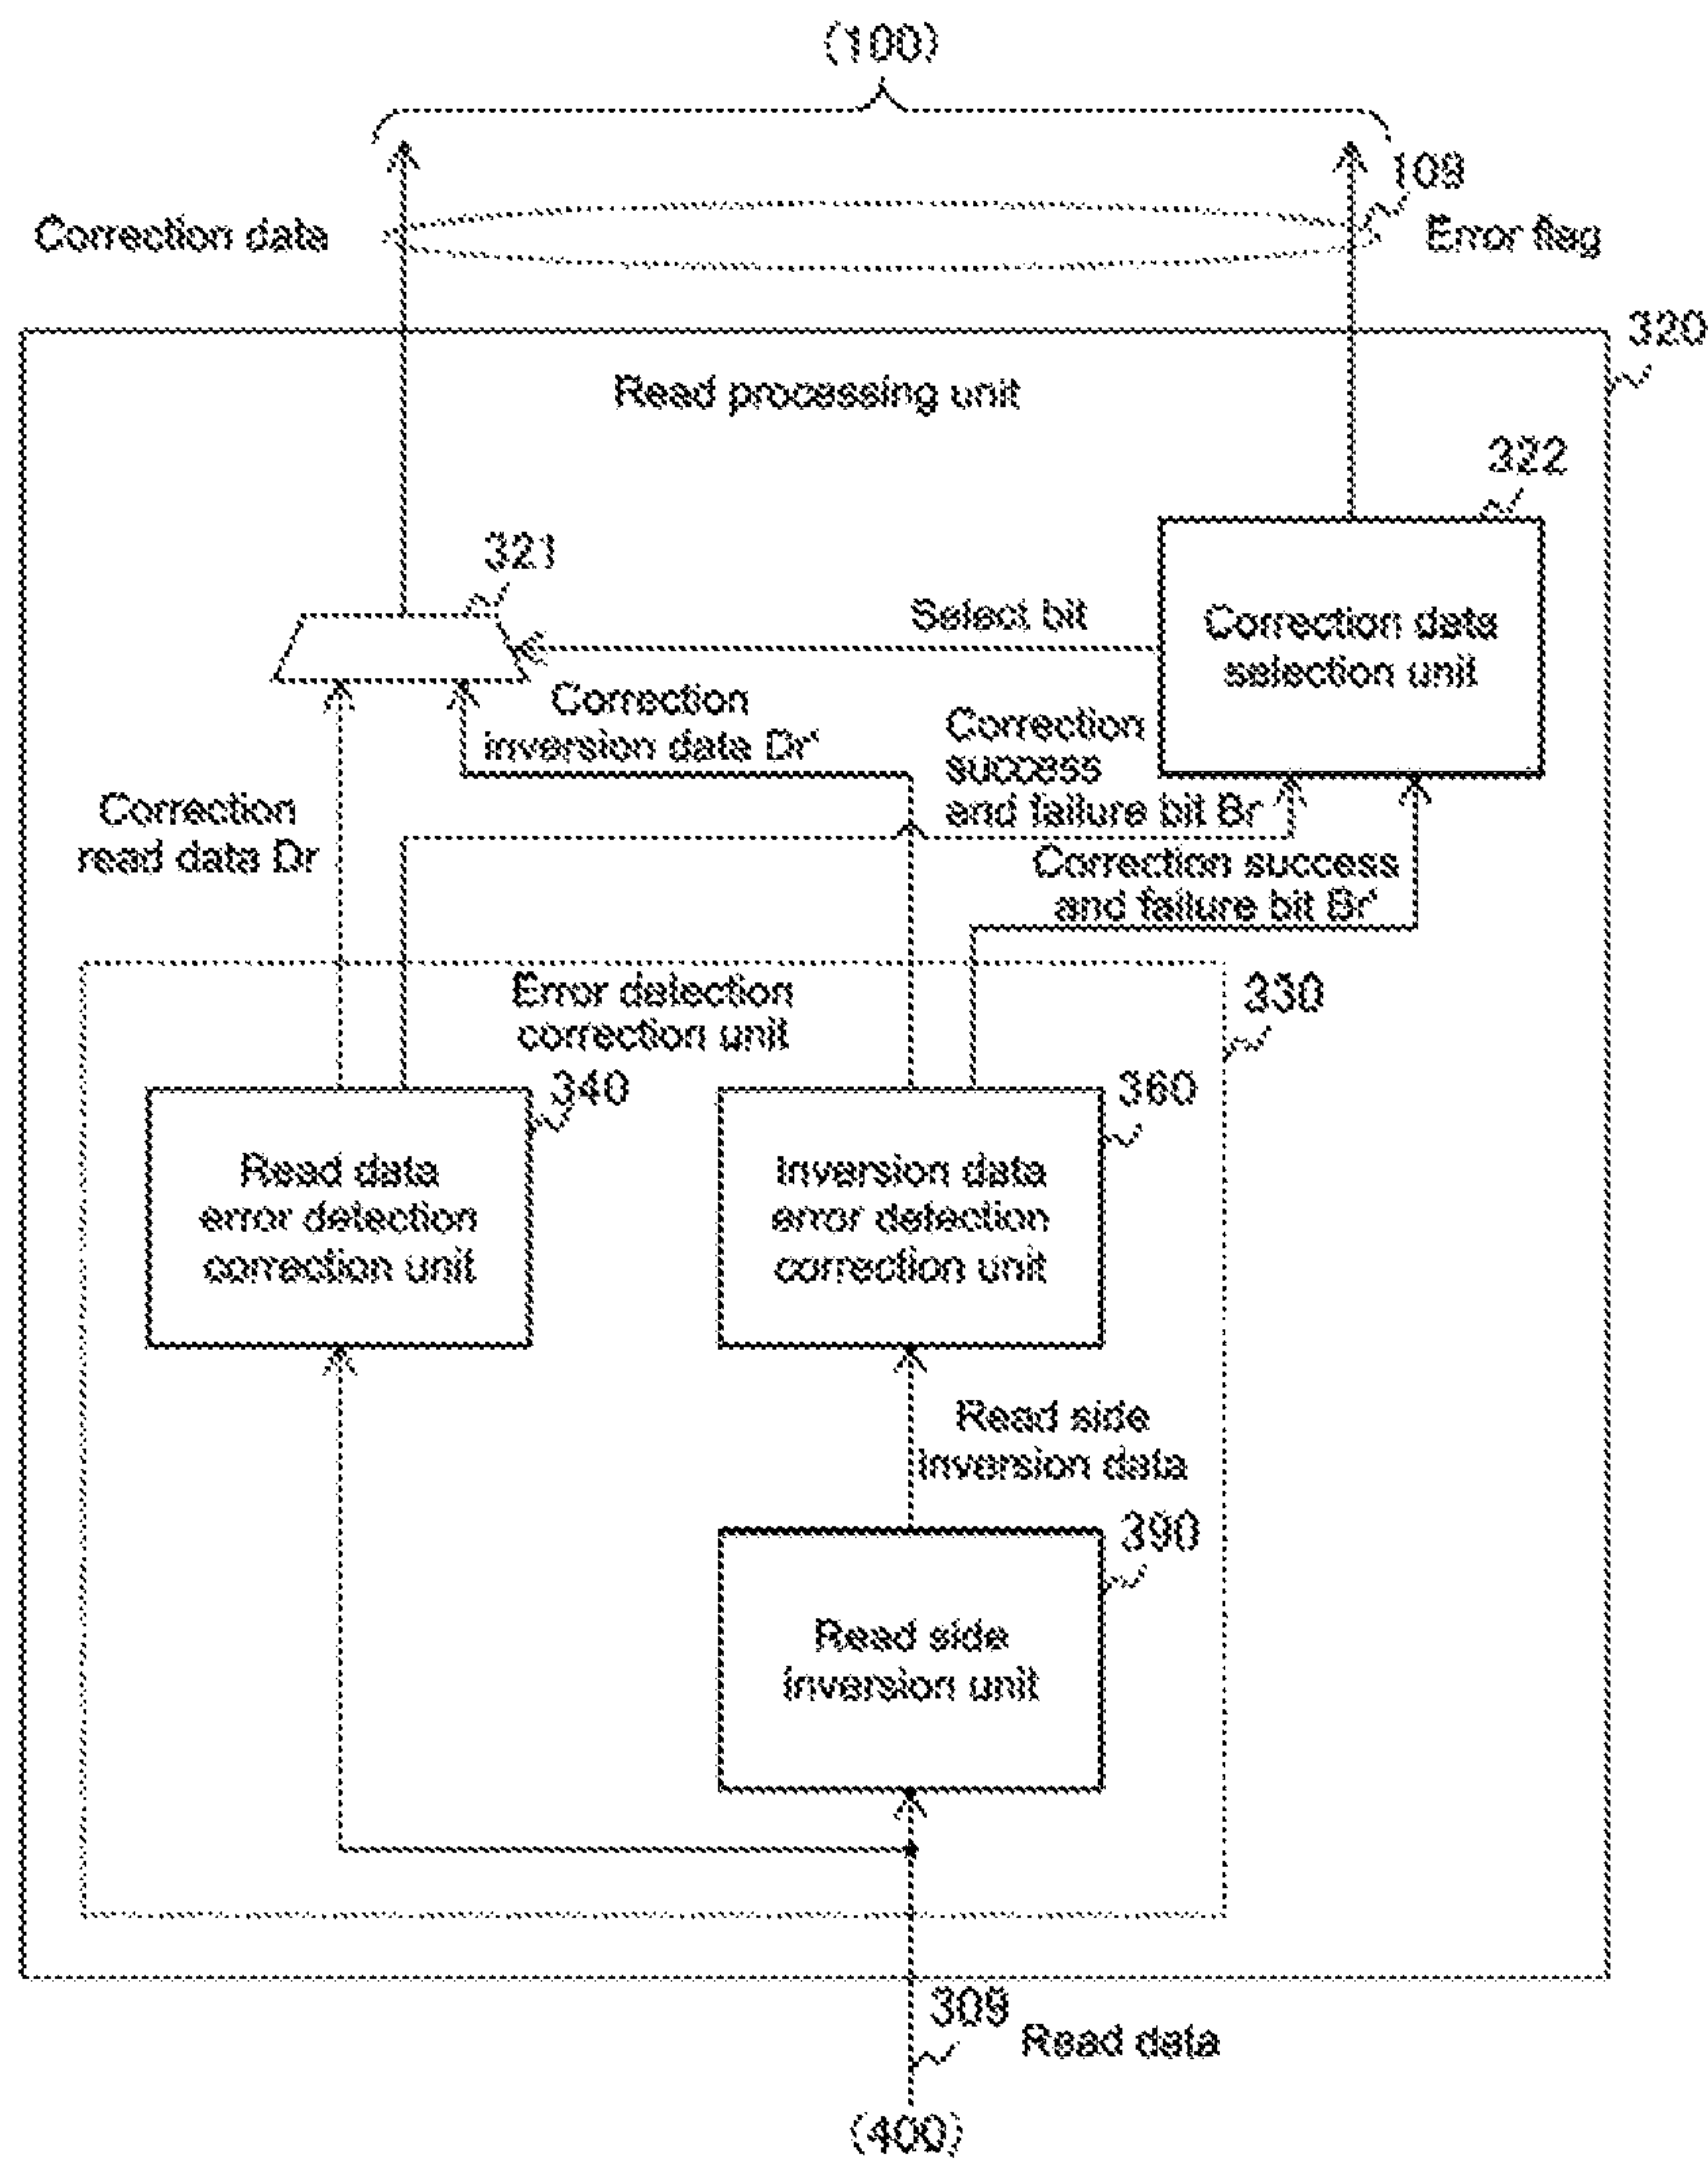 (100)
109
Correction data
Error flag
320
Read processing unit
322
321
Select bit
Correction data
selection unit
Correction
inversion data Dr'
Correction
success
and failure bit Br
Correction
read data Dr
Correction success
and failure bit Br'
Error detection
correction unit
330
340
360
Read data
error detection
correction unit
Inversion data
error detection
correction unit
Read side
inversion data
390
Read side
inversion unit
309
Read data
(400)